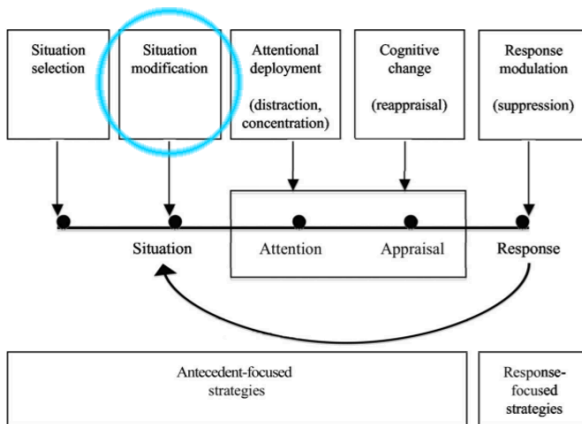 Situation
selection
Situation
modification
Attentional
deployment
(distraction,
concentration)
Cognitive
change
(reappraisal)
Response
modulation
(suppression)
Situation
Attention
Appraisal
Response
Antecedent-focused
strategies
Response-
focused
strategies